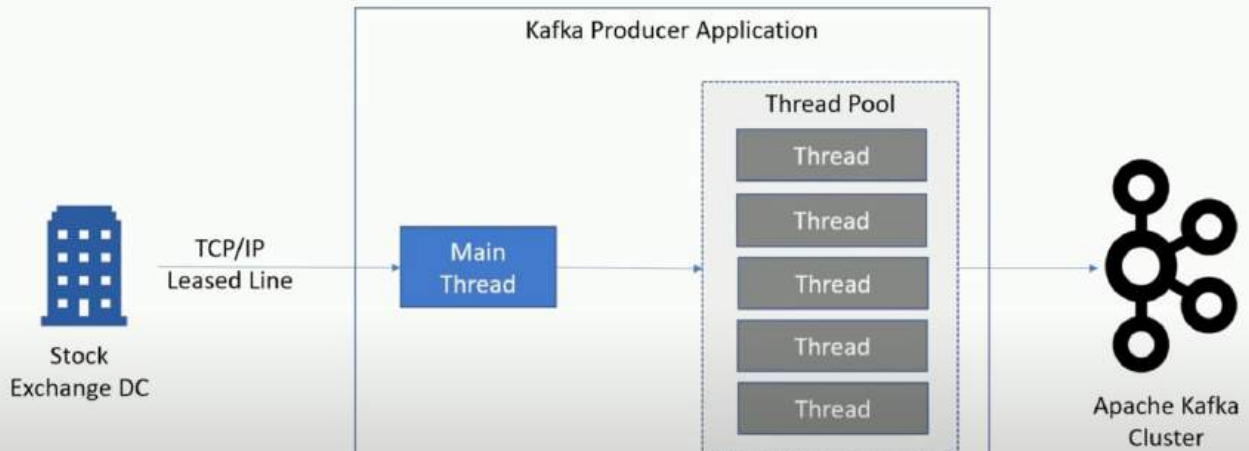 Kafka Producer Application
Thread Pool
Thread
Thread
Thread
Thread
Thread
Main
Thread
TCP/IP
Leased Line
Stock
Exchange DC
Apache Kafka
Cluster